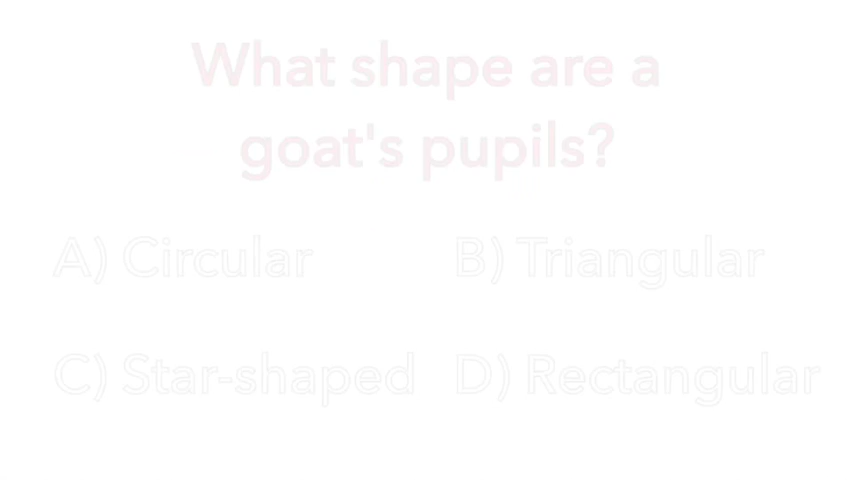 What shape are a
goat's pupils?
A) Circular
B) Triangular
C) Star-shaped
D) Rectangular